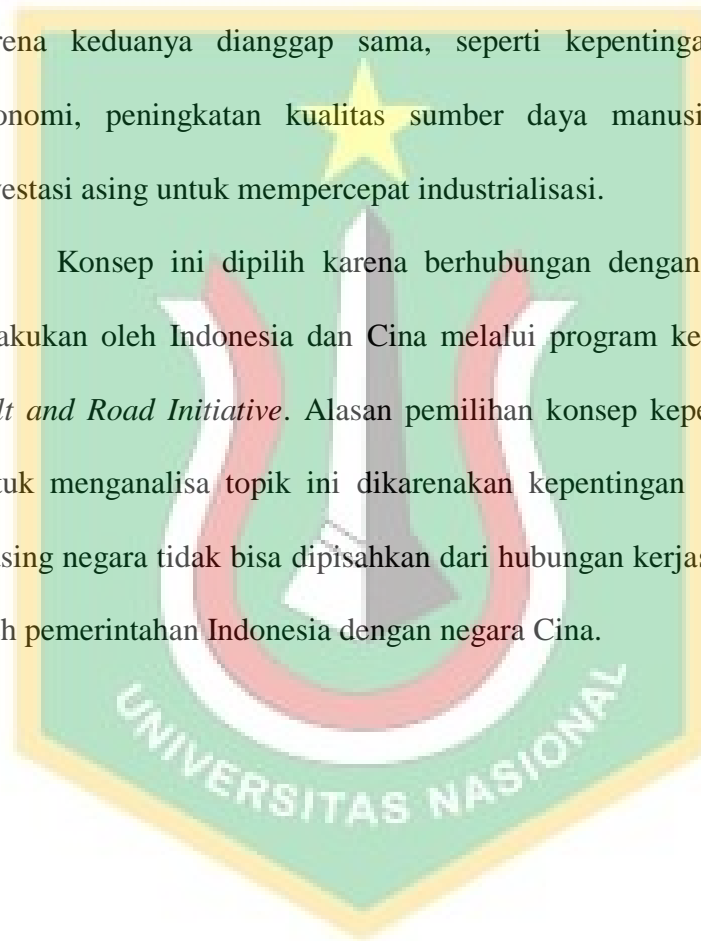 rena keduanya dianggap sama, seperti kepentinga
onomi, peningkatan kualitas sumber daya manusi
vestasi asing untuk mempercepat industrialisasi.
Konsep ini dipilih karena berhubungan dengan
akukan oleh Indonesia dan Cina melalui program ke
lt and Road Initiative. Alasan pemilihan konsep kepe
tuk menganalisa topik ini dikarenakan kepentingan
asing negara tidak bisa dipisahkan dari hubungan kerjas
eh pemerintahan Indonesia dengan negara Cina.
UNIVERSITAS NASIONAL